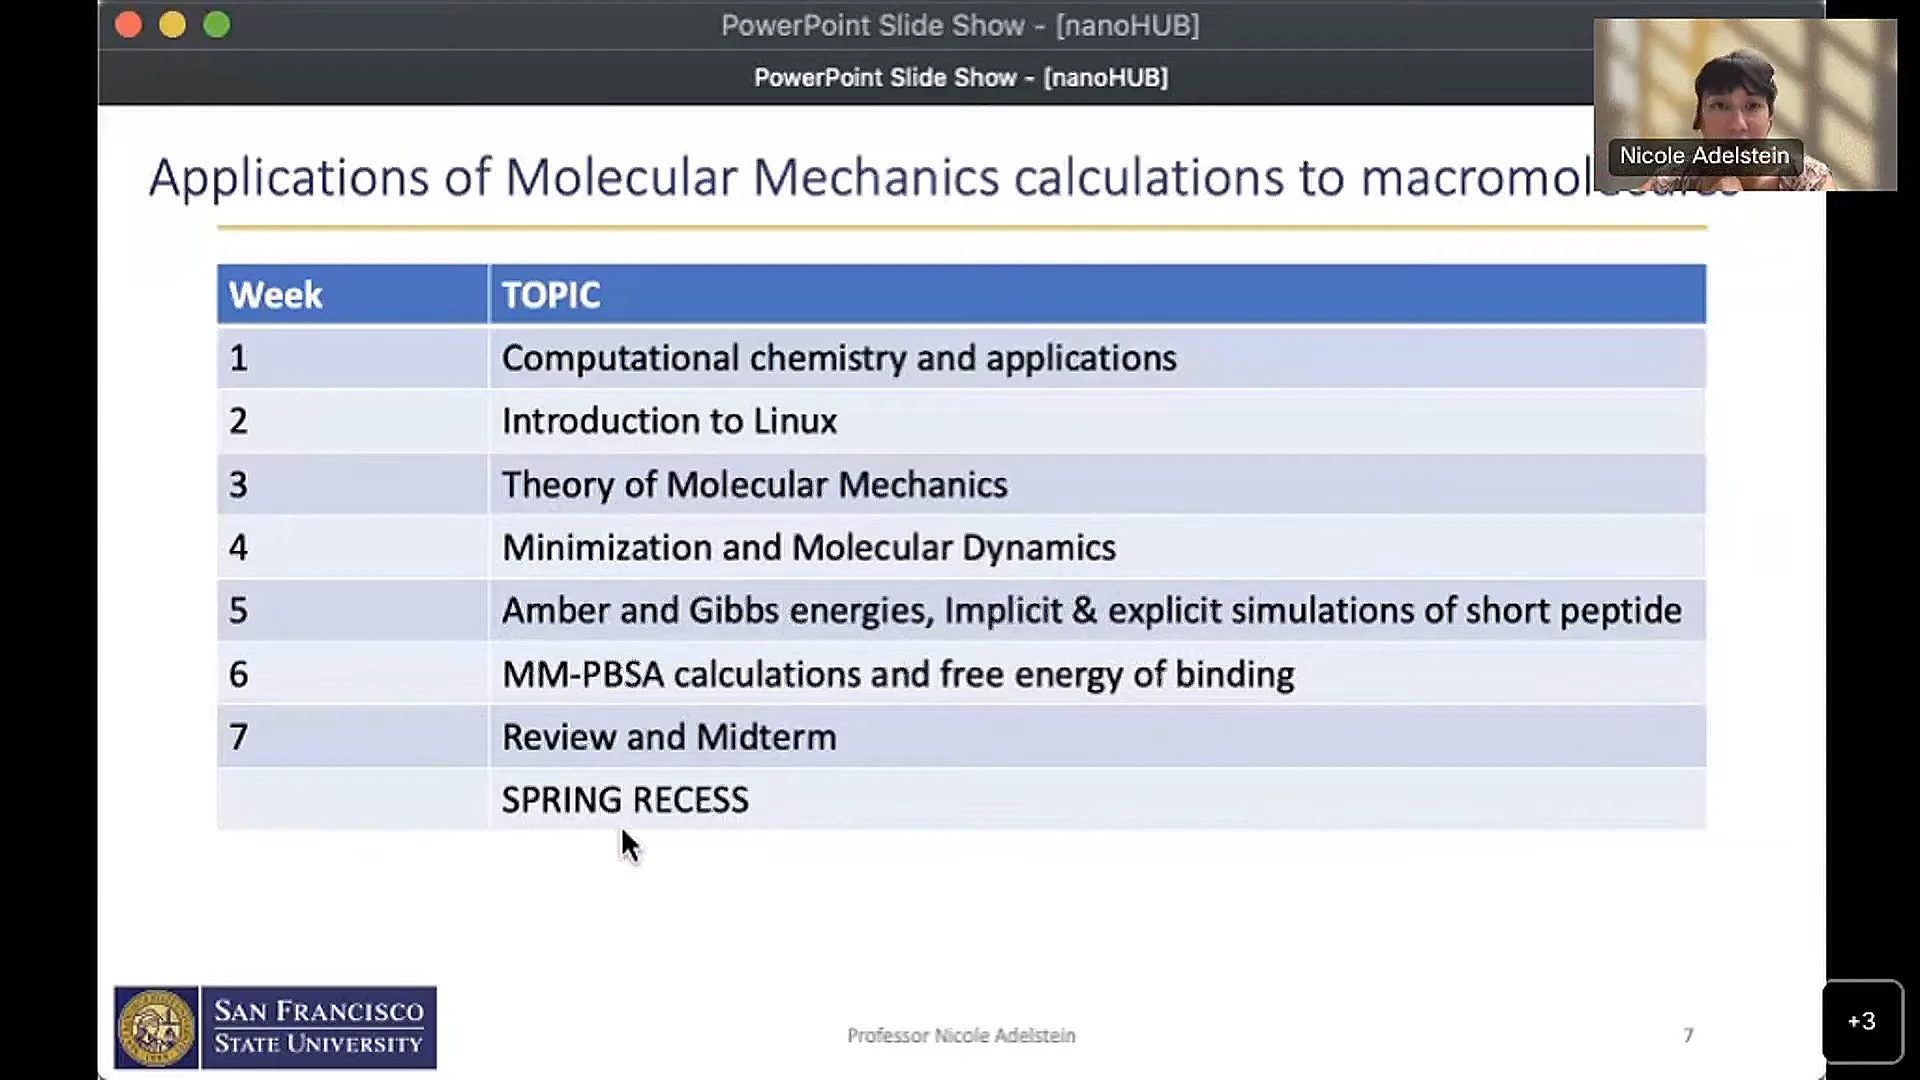 PowerPoint Slide Show - [nanoHUB]
PowerPoint Slide Show - [nanoHUB]
Nicole Adelstein
Applications of Molecular Mechanics calculations to
Week TOPIC
1 Computational chemistry and applications
2 Introduction to Linux
3 Theory of Molecular Mechanics
4 Minimization and Molecular Dynamics
5 Amber and Gibbs energies, Implicit & explicit simulations of short peptide
6 MM-PBSA calculations and free energy of binding
7 Review and Midterm
SPRING RECESS
SAN FRANCISCO
STATE UNIVERSITY
Professor Nicole Adelstein
7
+3